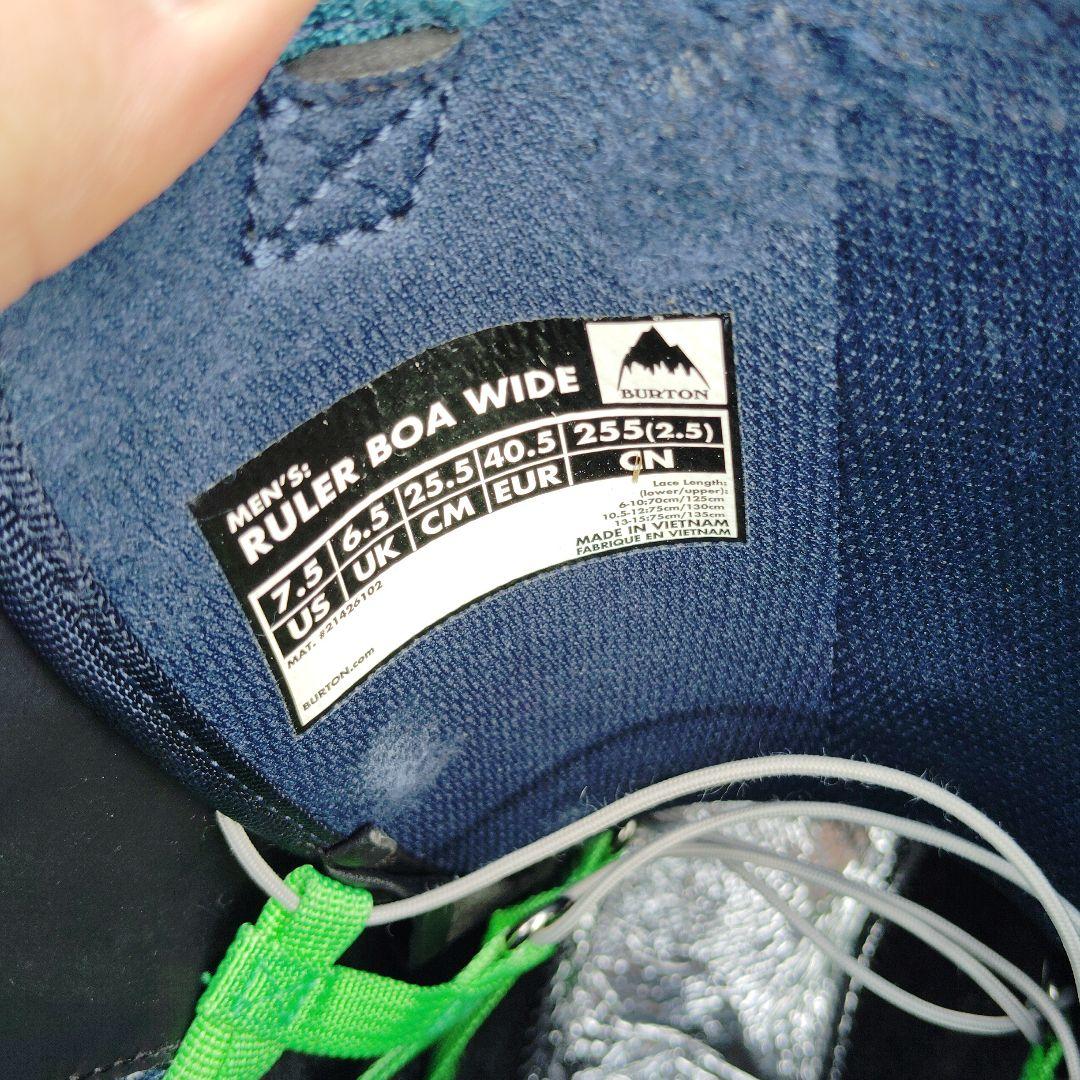 MEN'S:
RULER BOA WIDE
BURTON
7.5 6.5 25.5 40.5 255(2.5)
US UK CM EUR CN
MAT. #21426102
Lace Length:
(lower/upper):
6-10:70cm/125cm
10.5-12:75cm/130cm
13-15:75cm/135cm
MADE IN VIETNAM
FABRIQUE EN VIETNAM
BURTON.com